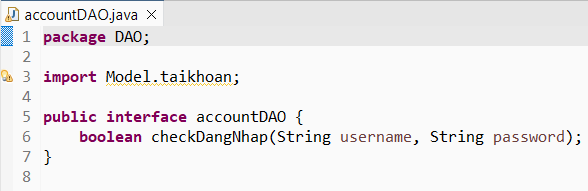 accountDAO.java
1 package DAO;
2
3 import Model.taikhoan;
4
5 public interface accountDAO {
6     boolean checkDangNhap(String username, String password);
7 }
8